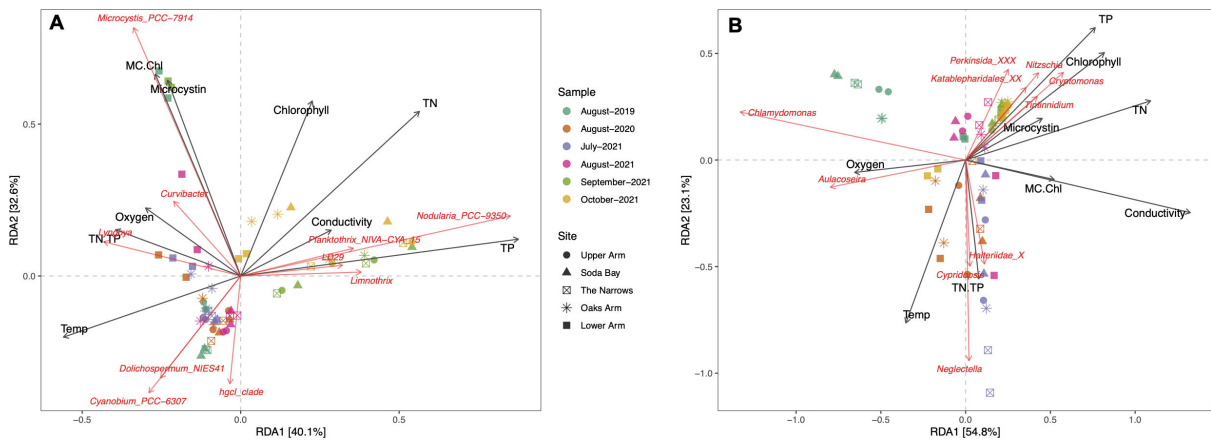 A
Microcystis_PCC-7914
MC.Chl
Microcystin
Chlorophyll
TN
Curvibacter
Oxygen
TN.TP
Conductivity
Nodularia_PCC-9350
Planktothrix_NIVA-CYA_15
TP
LD29
Limnothrix
Temp
Dolichospermum_NIES41
Cyanobium_PCC-6307
hgcI_clade
RDA2 [32.6%]
0.5
0.0
-0.5
0.0
0.5
RDA1 [40.1%]
Sample
August-2019
August-2020
July-2021
August-2021
September-2021
October-2021
Site
Upper Arm
Soda Bay
The Narrows
Oaks Arm
Lower Arm
B
TP
Perkinsida_XXX
Nitzschia
Chlorophyll
Katablepharidales_XX
Cryptomonas
Tintinnidium
Chlamydomonas
TN
Microcystin
Oxygen
Aulacoseira
MC.Chl
Conductivity
Halteriidae_X
Cypridopsis
TN.TP
Temp
Neglectella
RDA2 [23.1%]
0.5
0.0
-0.5
-1.0
-1.0
-0.5
0.0
0.5
1.0
RDA1 [54.8%]